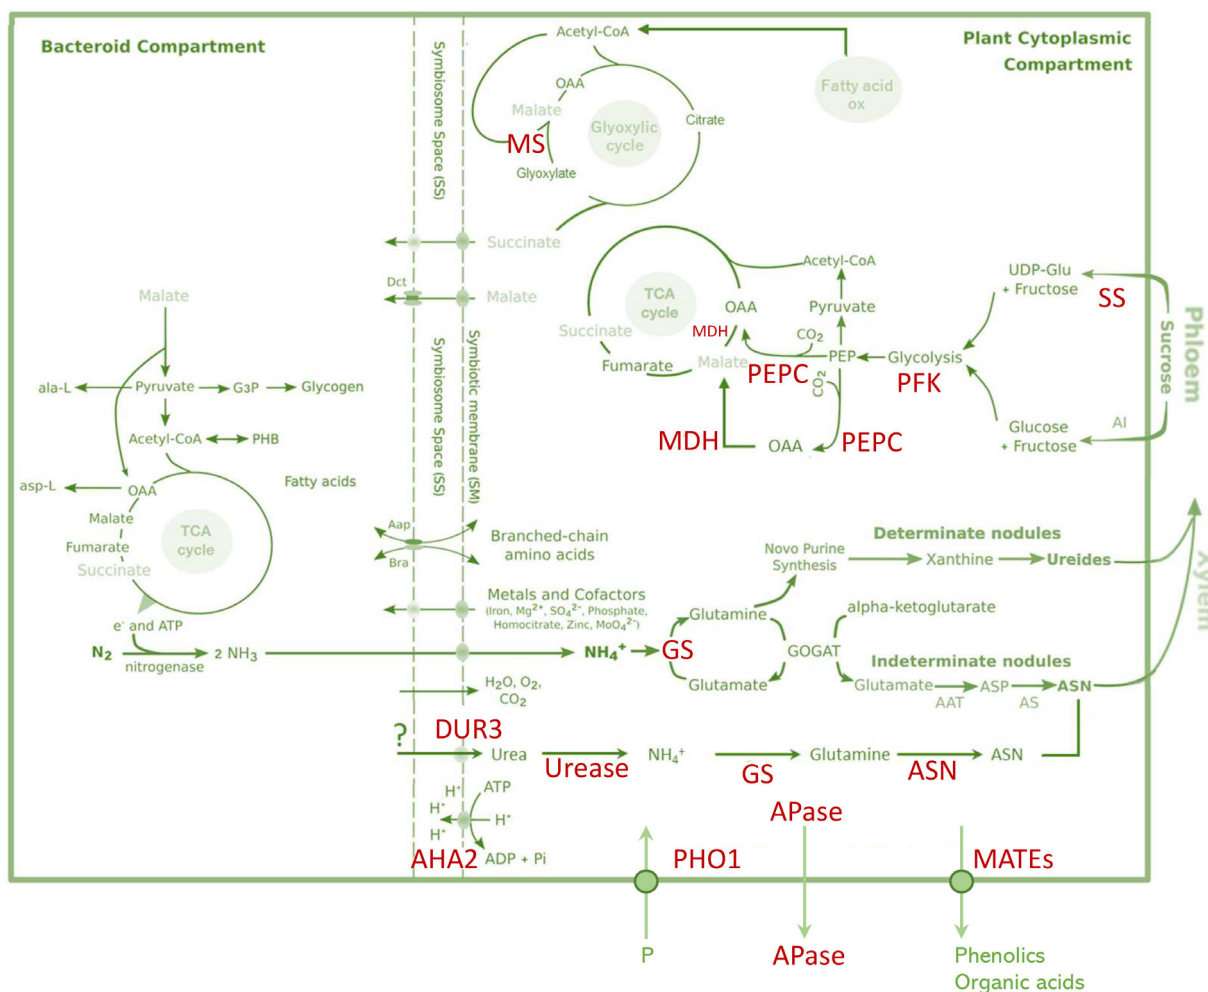 Bacteroid Compartment
Symbiosome Space (SS)
Acetyl-CoA
Plant Cytoplasmic
Compartment
Fatty acid
ox
OAA
Malate
MS
Glyoxylic
cycle
Citrate
Glyoxylate
Succinate
Dct
Malate
Malate
ala-L
Pyruvate
G3P
Glycogen
Acetyl-CoA
PHB
asp-L
OAA
Fatty acids
Malate
Fumarate
Succinate
TCA
cycle
e- and ATP
N2
nitrogenase
2 NH3
Symbiosome Space (SS)
Symbiotic membrane (SM)
TCA
cycle
Acetyl-CoA
OAA
Pyruvate
Succinate
MDH
CO2
Fumarate
Malate
PEP
Glycolysis
PEPC
PFK
CO2
MDH
OAA
PEPC
UDP-Glu
+ Fructose
SS
Sucrose
Phloem
Glucose
+ Fructose
AI
Aap
Bra
Branched-chain
amino acids
Metals and Cofactors
(Iron, Mg2+, SO42-, Phosphate,
Homocitrate, Zinc, MoO42-)
NH4+
GS
Glutamine
Glutamate
Novo Purine
Synthesis
Determinate nodules
Xanthine
Ureides
Xylem
alpha-ketoglutarate
GOGAT
Indeterminate nodules
Glutamate
AAT
ASP
AS
ASN
H2O, O2,
CO2
?
DUR3
Urea
Urease
NH4+
GS
Glutamine
ASN
ASN
H+
H+
H+
ATP
H+
ADP + Pi
AHA2
PHO1
P
APase
APase
MATEs
Phenolics
Organic acids